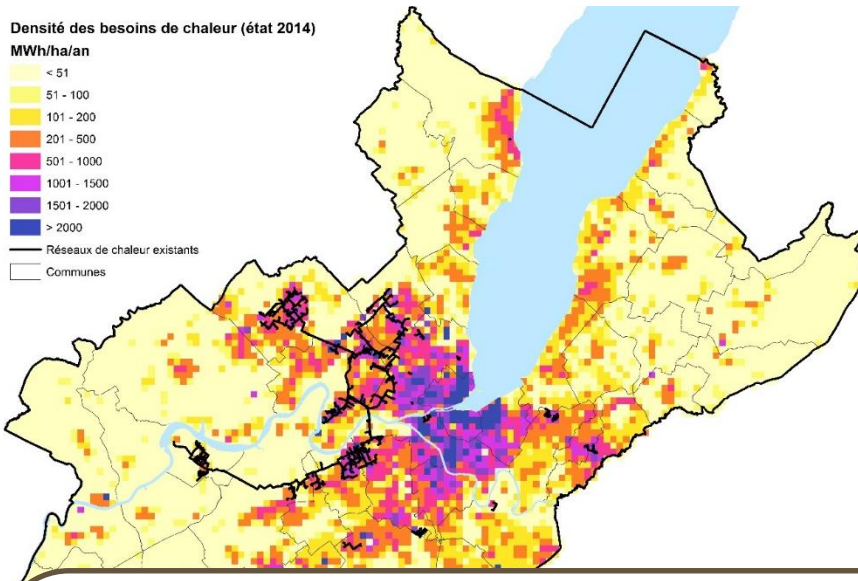 Densité des besoins de chaleur (état 2014)
MWh/ha/an
< 51
51 - 100
101 - 200
201 - 500
501 - 1000
1001 - 1500
1501 - 2000
> 2000
Réseaux de chaleur existants
Communes